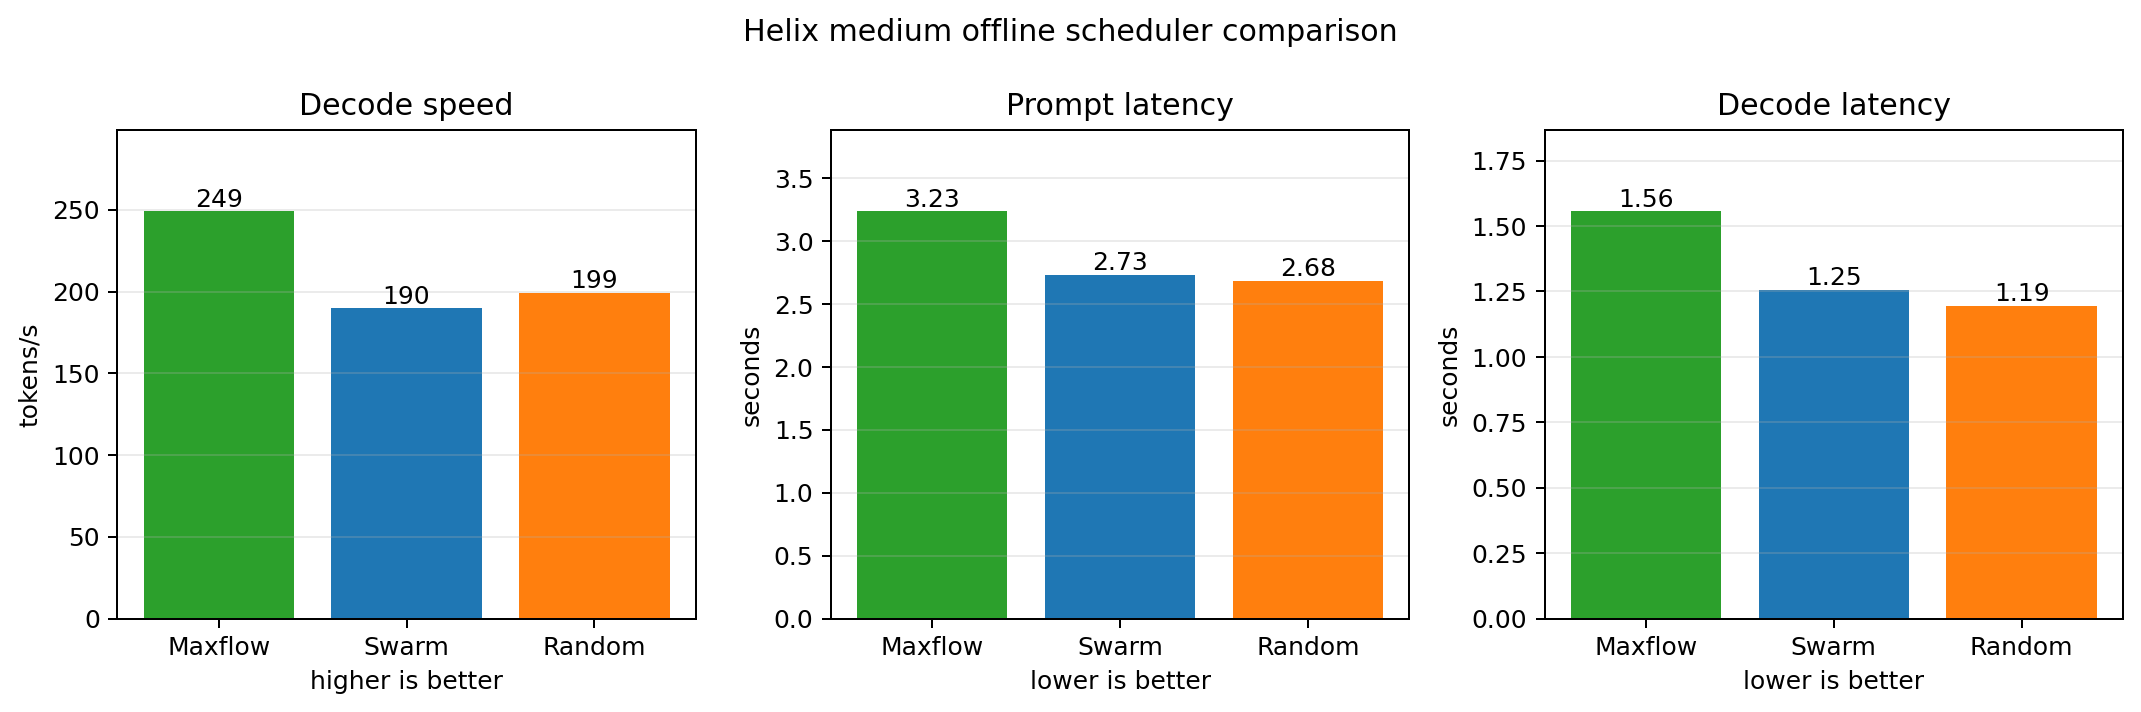 Helix medium offline scheduler comparison
Decode speed
249
190
199
250
200
150
100
50
0
tokens/s
Maxflow
Swarm
Random
higher is better
Prompt latency
3.23
2.73
2.68
3.5
3.0
2.5
2.0
1.5
1.0
0.5
0.0
seconds
Maxflow
Swarm
Random
lower is better
Decode latency
1.56
1.25
1.19
1.75
1.50
1.25
1.00
0.75
0.50
0.25
0.00
seconds
Maxflow
Swarm
Random
lower is better